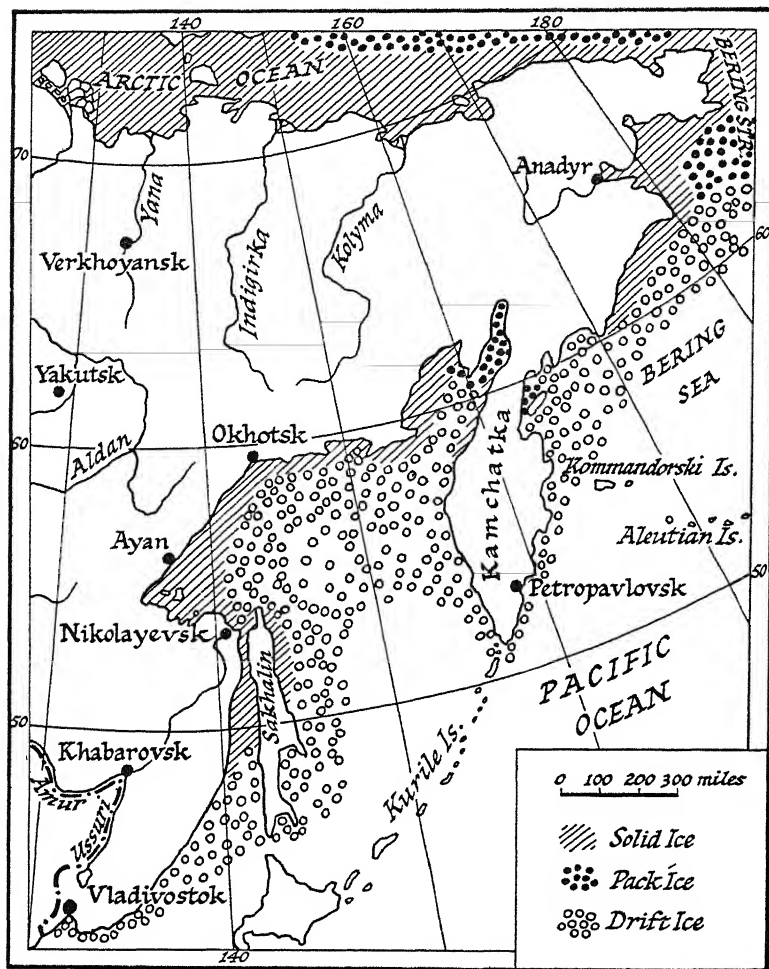 140 160 180
ARCTIC OCEAN
BERING STR.
70
Anadyr
Yana
Verkhoyansk
Indigirka
Kolyma
60
BERING
SEA
Yakutsk
Aldan
60
Okhotsk
Kommandorski Is.
Kamchatka
Aleutian Is.
Ayan
Petropavlovsk
50
Nikolayevsk
Sakhalin
PACIFIC
OCEAN
50
Khabarovsk
Kurile Is.
Amur
Ussuri
Vladivostok
140
0 100 200 300 miles
Solid Ice
Pack Ice
Drift Ice